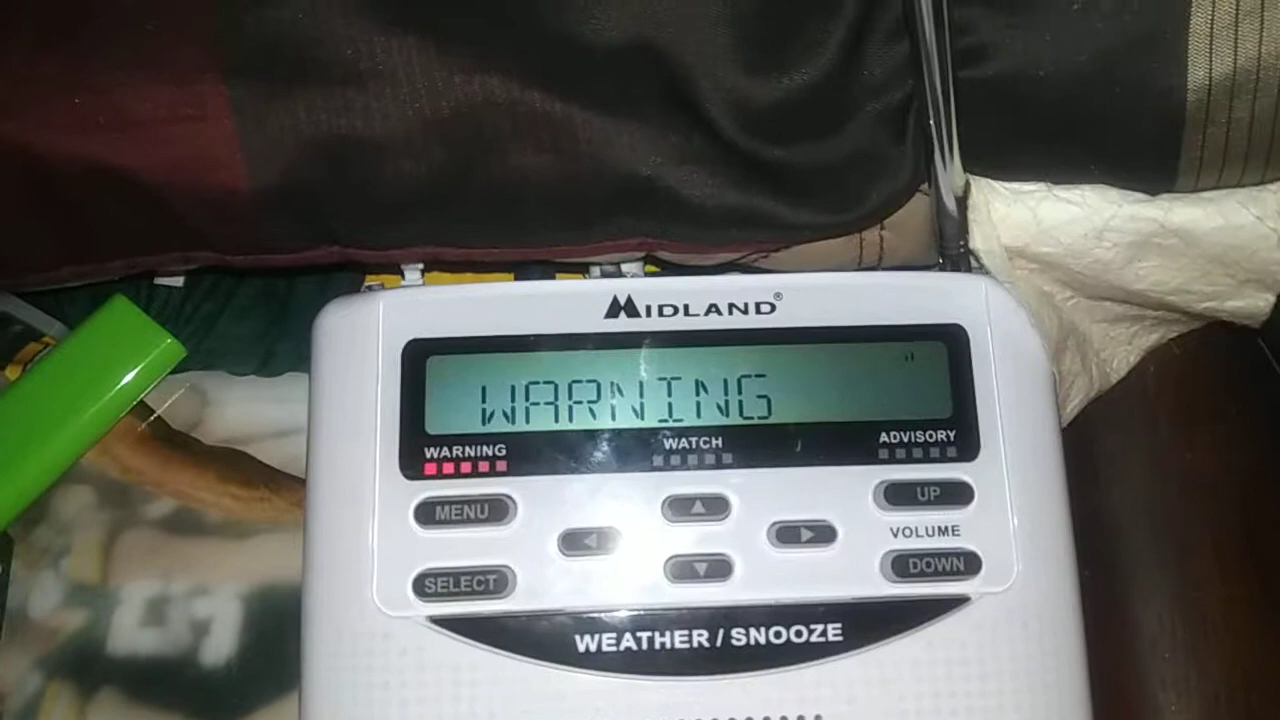 MIDLAND®
WARNING
WARNING
WATCH
ADVISORY
MENU
UP
VOLUME
SELECT
DOWN
WEATHER / SNOOZE